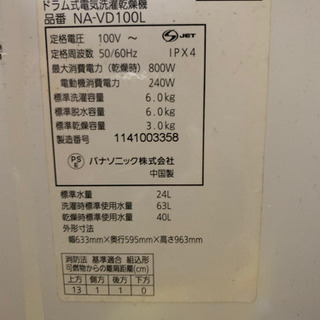 ドラム式電気洗濯乾燥機
品番 NA-VD100L
定格電圧 100V ～
定格周波数 50/60Hz
S JET
IPX4
最大消費電力（乾燥時） 800W
電動機消費電力 240W
標準洗濯容量 6.0kg
標準脱水容量 6.0kg
標準乾燥容量 3.0kg
製造番号 1141003358
PSE
パナソニック株式会社
中国製
標準水量 24L
洗濯時標準使用水量 63L
乾燥時標準使用水量 40L
外形寸法
幅633mm×奥行595mm×高さ963mm
消防法 基準適合 組込形
可燃物からの離隔距離(cm)
上方 側方 後方 下方
13 1 1 0